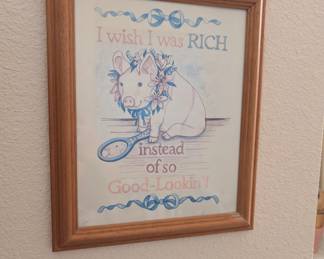 I wish I was RICH
instead
of so
Good-Lookin'!